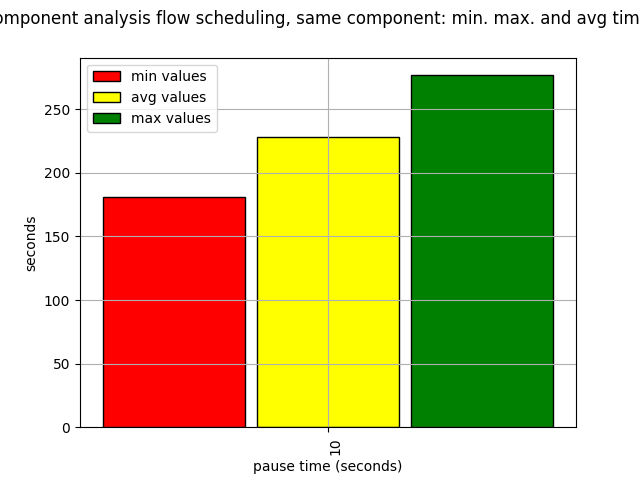 omponent analysis flow scheduling, same component: min. max. and avg tim
min values
avg values
max values
250
200
150
100
50
0
seconds
10
pause time (seconds)